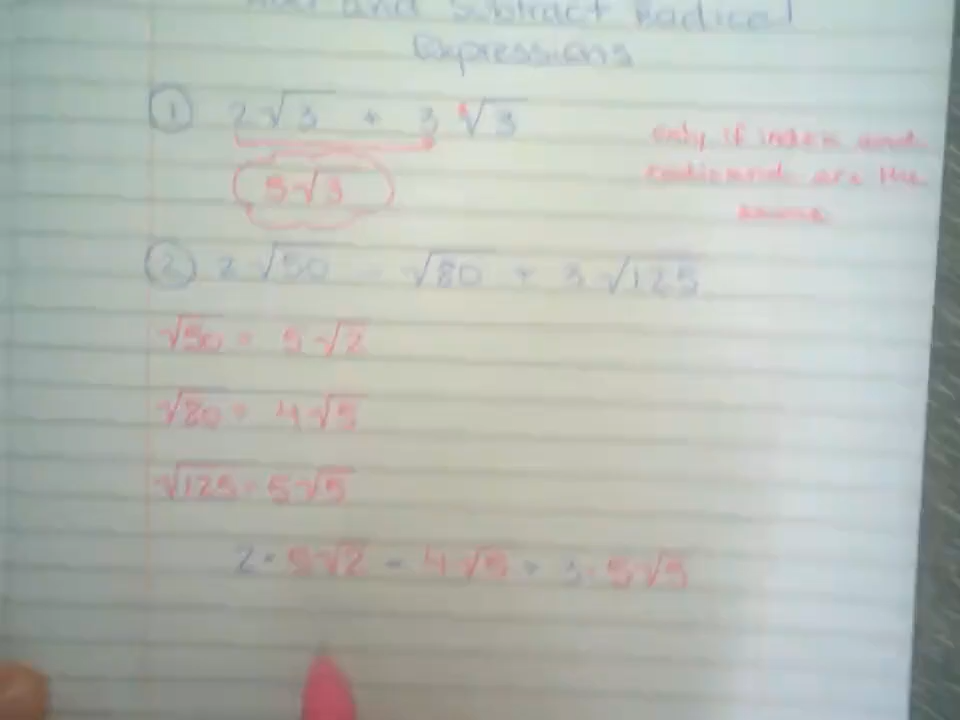 Add and Subtract Radical
Expressions
① 2√3 + 3√3
only if index and
radicand are the
same
5√3
② 2√50 - √80 + 3√125
√50 = 5√2
√80 = 4√5
√125 = 5√5
2·5√2 - 4√5 + 3·5√5